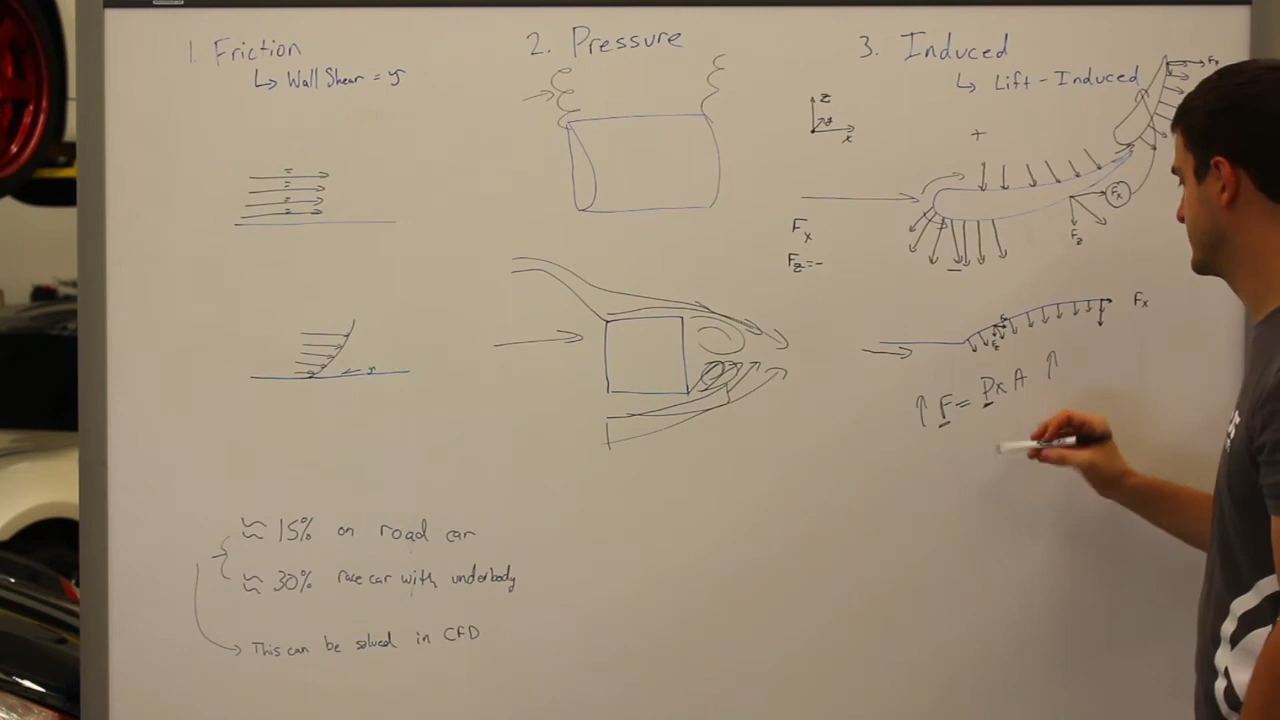 1. Friction
↳ Wall Shear = γ
≈ 15% on road car
≈ 30% race car with underbody
→ This can be solved in CFD
2. Pressure
3. Induced
↳ Lift-Induced
Fx
z
x
+
Fx
Fz
Fx
Fz = -
−
Fx
Fz
↑ F = P x A ↑